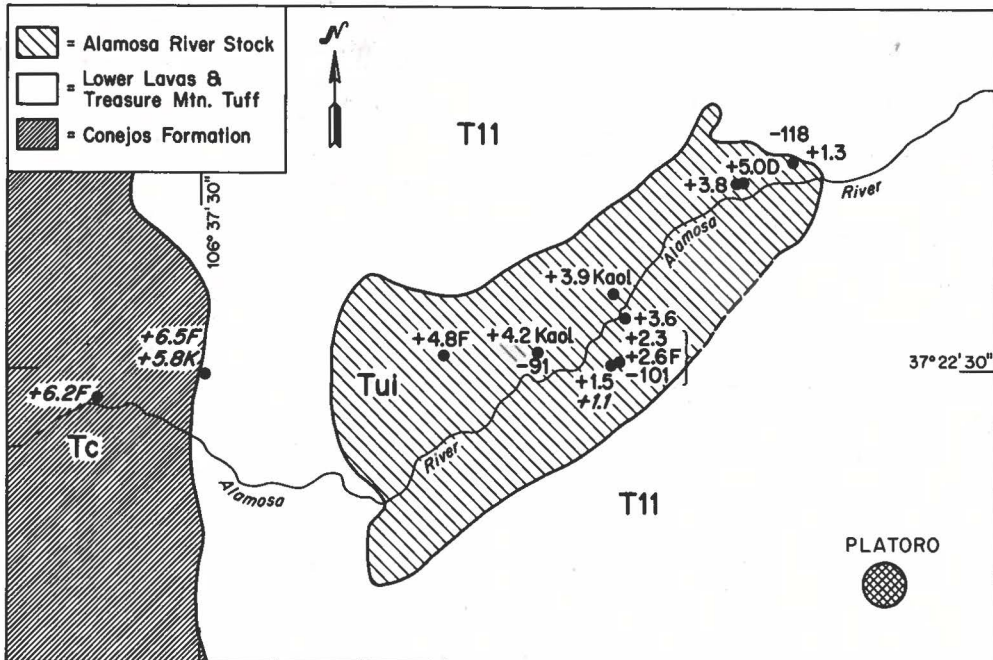 = Alamosa River Stock
= Lower Lavas &
Treasure Mtn. Tuff
= Conejos Formation
N
T11
106° 37' 30"
-118
+1.3
+5.0D
+3.8
River
Alamosa
+3.9 Kaol
+3.6
+4.8F
+4.2 Kaol
-91
+2.3
+2.6F
-101
+1.5
+1.1
37° 22' 30"
+6.5F
+5.8K
+6.2F
Tui
Tc
River
Alamosa
T11
PLATORO